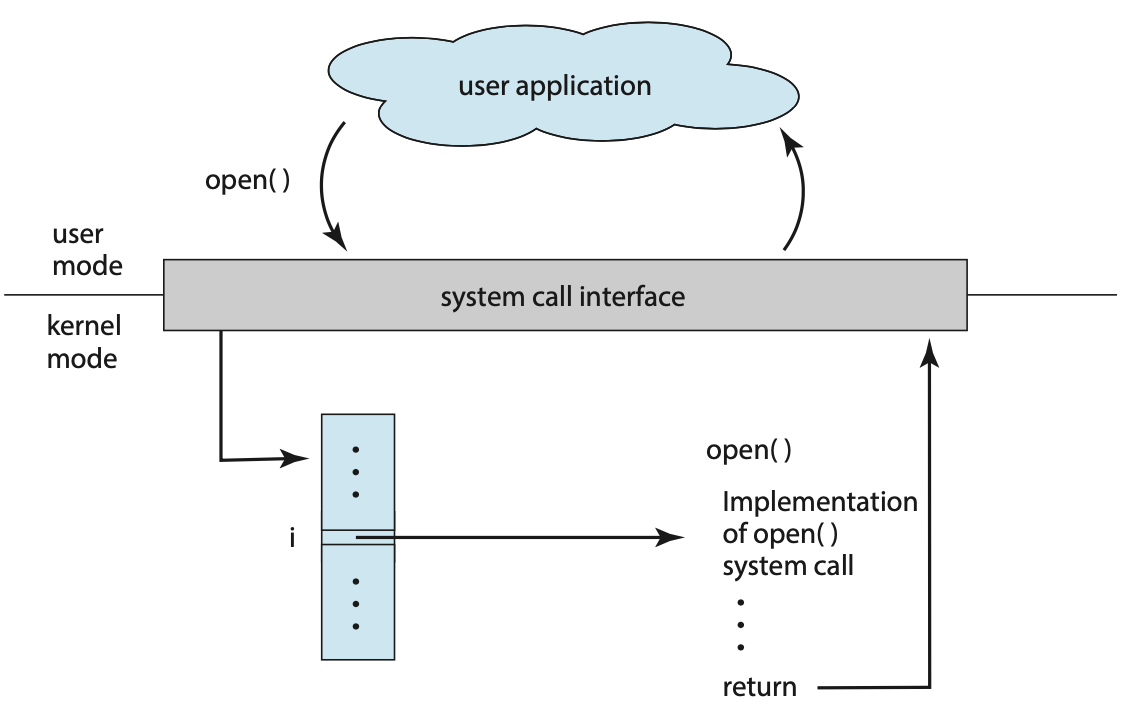 user application
open( )
user
mode
system call interface
kernel
mode
open( )
Implementation
i
of open( )
system call
return